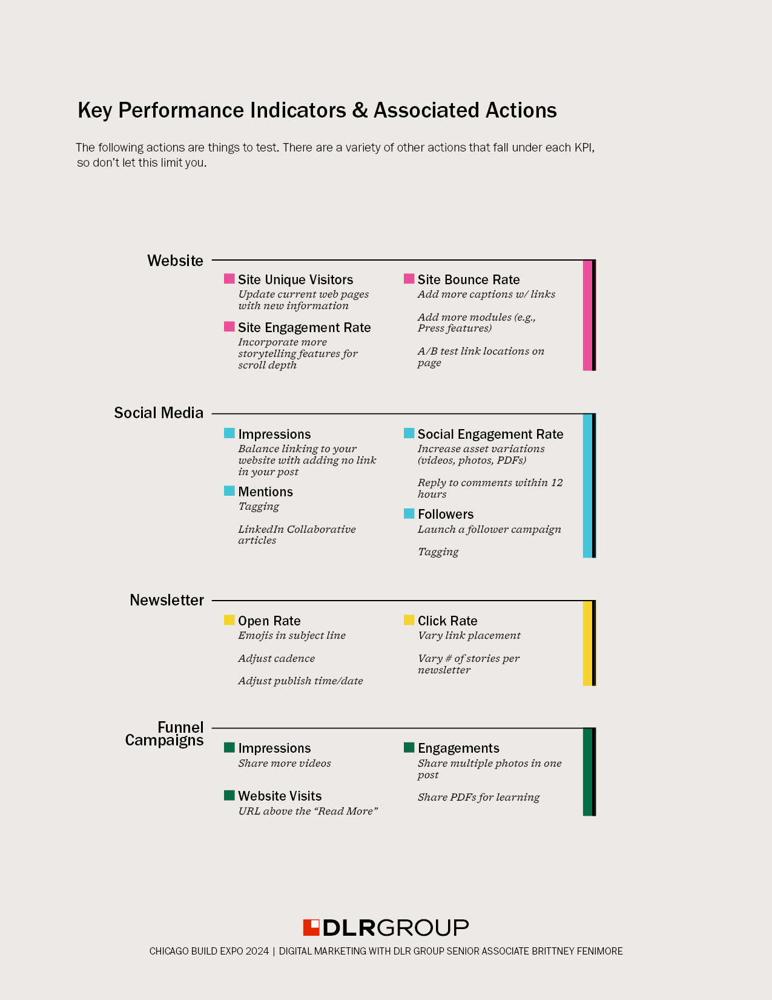 Key Performance Indicators & Associated Actions
The following actions are things to test. There are a variety of other actions that fall under each KPI,
so don’t let this limit you.
Website
Site Unique Visitors
Update current web pages
with new information
Site Engagement Rate
Incorporate more
storytelling features for
scroll depth
Site Bounce Rate
Add more captions w/ links
Add more modules (e.g.,
Press features)
A/B test link locations on
page
Social Media
Impressions
Balance linking to your
website with adding no link
in your post
Mentions
Tagging
LinkedIn Collaborative
articles
Social Engagement Rate
Increase asset variations
(videos, photos, PDFs)
Reply to comments within 12
hours
Followers
Launch a follower campaign
Tagging
Newsletter
Open Rate
Emojis in subject line
Adjust cadence
Adjust publish time/date
Click Rate
Vary link placement
Vary # of stories per
newsletter
Funnel
Campaigns
Impressions
Share more videos
Website Visits
URL above the “Read More”
Engagements
Share multiple photos in one
post
Share PDFs for learning
DLRGROUP
CHICAGO BUILD EXPO 2024 | DIGITAL MARKETING WITH DLR GROUP SENIOR ASSOCIATE BRITTNEY FENIMORE